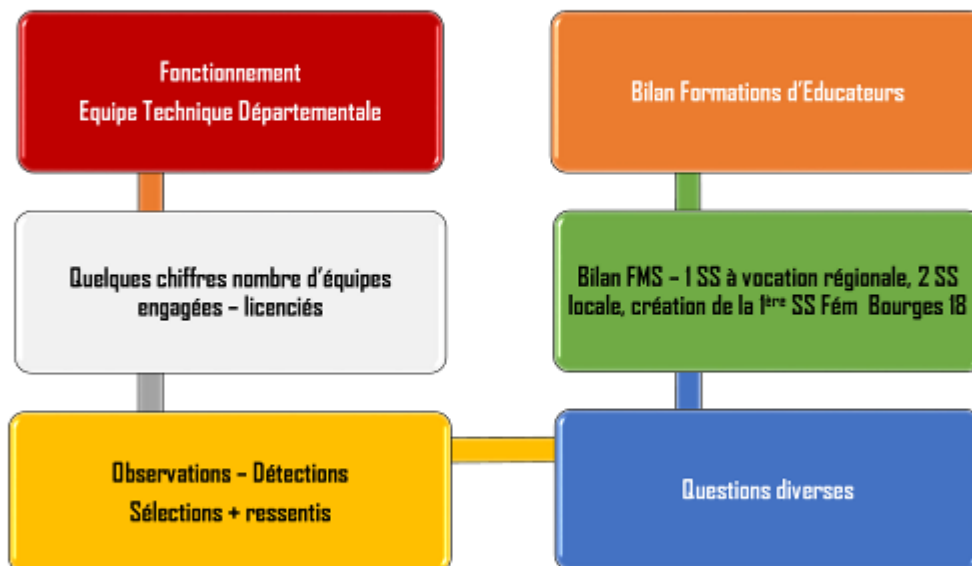 Fonctionnement
Equipe Technique Départementale
Quelques chiffres nombre d'équipes
engagées – licenciés
Observations – Détections
Sélections + ressentis
Bilan Formations d'Educateurs
Bilan FMS – 1 SS à vocation régionale, 2 SS
locale, création de la 1ère SS Fém Bourges 18
Questions diverses